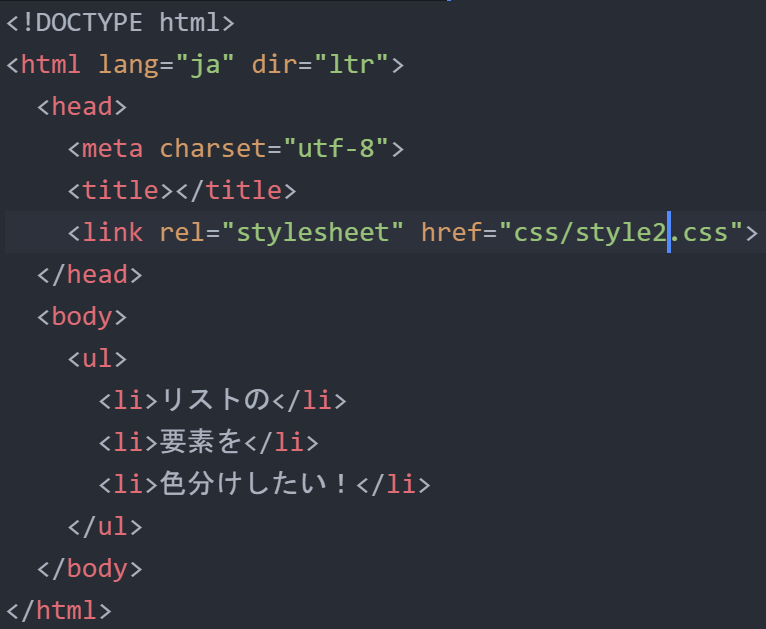 <!DOCTYPE html>
<html lang="ja" dir="ltr">
  <head>
    <meta charset="utf-8">
    <title></title>
    <link rel="stylesheet" href="css/style2.css">
  </head>
  <body>
    <ul>
      <li>リストの</li>
      <li>要素を</li>
      <li>色分けしたい！</li>
    </ul>
  </body>
</html>